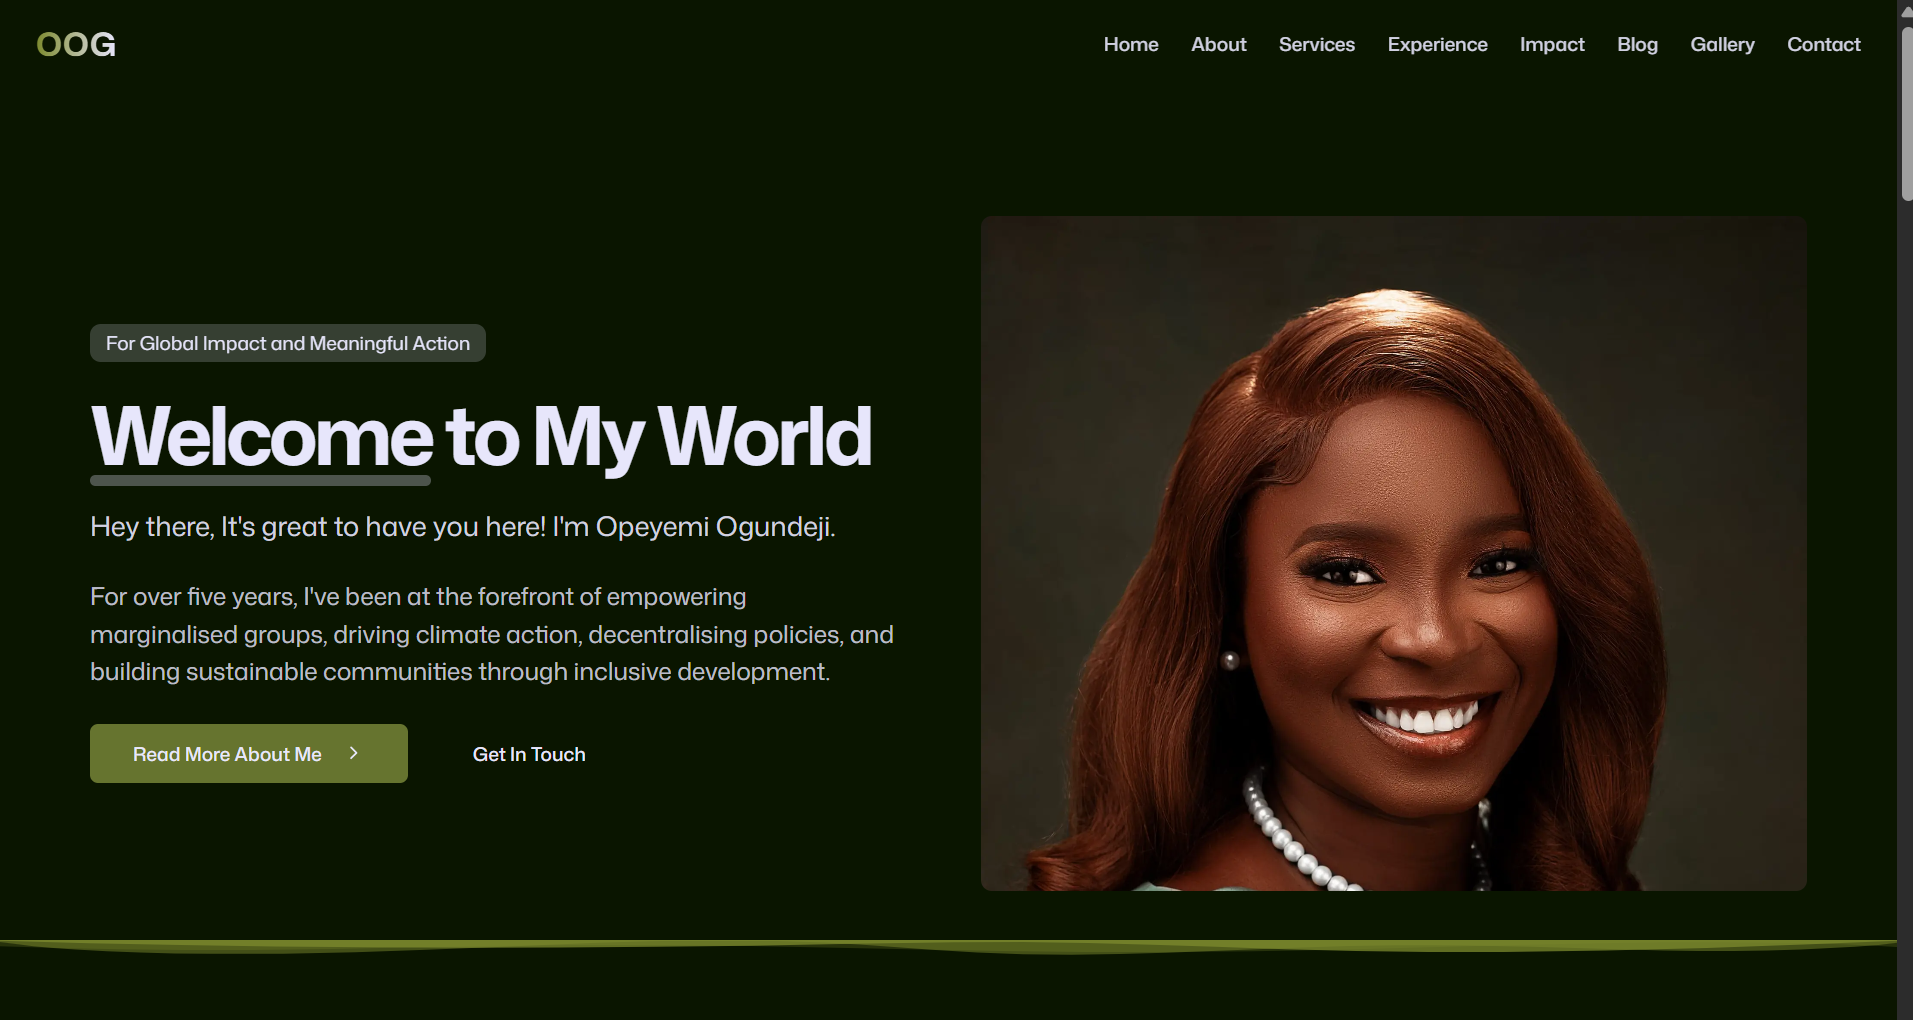 OOG
Home About Services Experience Impact Blog Gallery Contact
For Global Impact and Meaningful Action
Welcome to My World
Hey there, It's great to have you here! I'm Opeyemi Ogundeji.
For over five years, I've been at the forefront of empowering
marginalised groups, driving climate action, decentralising policies, and
building sustainable communities through inclusive development.
Read More About Me
Get In Touch